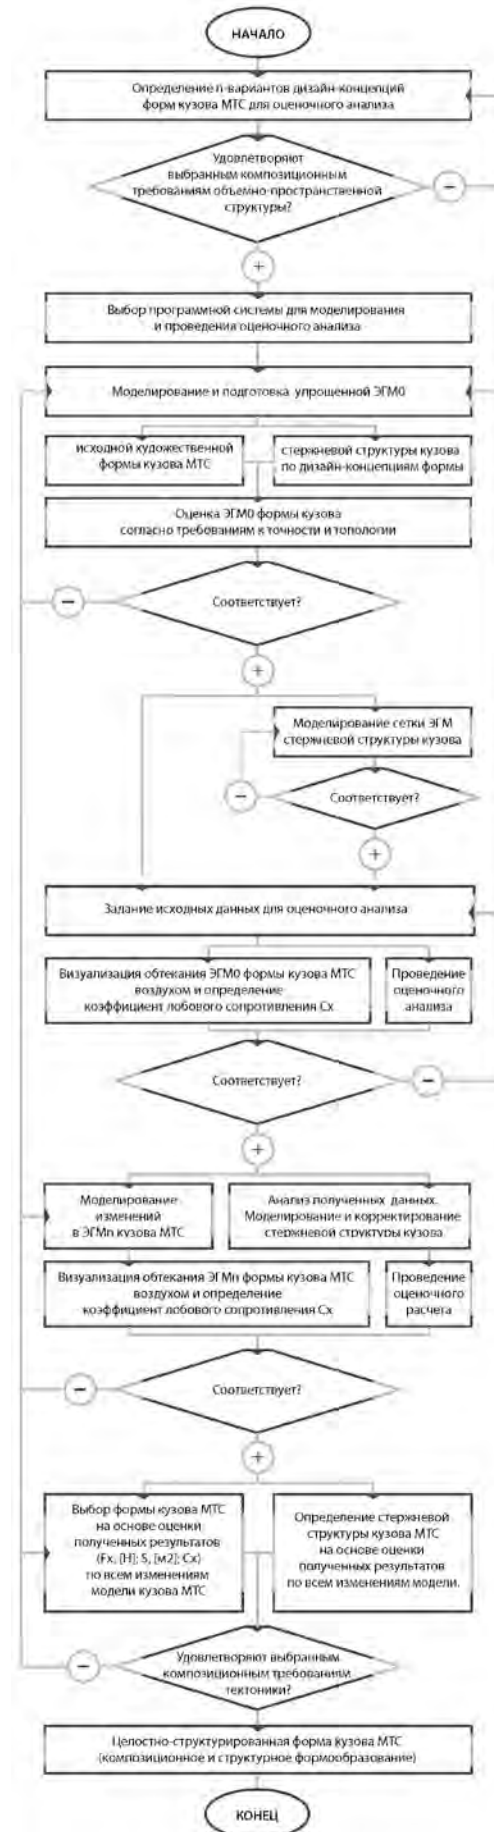 НАЧАЛО
Определение n-вариантов дизайн-концепций
форм кузова МТС для оценочного анализа
Удовлетворяют
выбранным композиционным
требованиям объемно-пространственной
структуры?
−
+
Выбор программной системы для моделирования
и проведения оценочного анализа
Моделирование и подготовка упрощенной ЭГМ0
исходной художественной
формы кузова МТС
стержневой структуры кузова
по дизайн-концепциям формы
Оценка ЭГМ0 формы кузова
согласно требованиям к точности и топологии
−
Соответствует?
+
Моделирование сетки ЭГМ
стержневой структуры кузова
−
Соответствует?
+
Задание исходных данных для оценочного анализа
Визуализация обтекания ЭГМ0 формы кузова МТС
воздухом и определение
коэффициент лобового сопротивления Сх
Проведение
оценочного
анализа
Соответствует?
−
+
Моделирование
изменений
в ЭГМn кузова МТС
Анализ полученных данных.
Моделирование и корректирование
стержневой структуры кузова
Визуализация обтекания ЭГМn формы кузова МТС
воздухом и определение
коэффициент лобового сопротивления Сх
Проведение
оценочного
расчета
−
Соответствует?
+
Выбор формы кузова МТС
на основе оценки
полученных результатов
(Fx, [H]; S, [м2]; Сх)
по всем изменениям
модели кузова МТС
Определение стержневой
структуры кузова МТС
на основе оценки
полученных результатов
по всем изменениям модели.
−
Удовлетворяют выбранным
композиционным требованиям
тектоники?
Целостно-структурированная форма кузова МТС
(композиционное и структурное формообразование)
КОНЕЦ